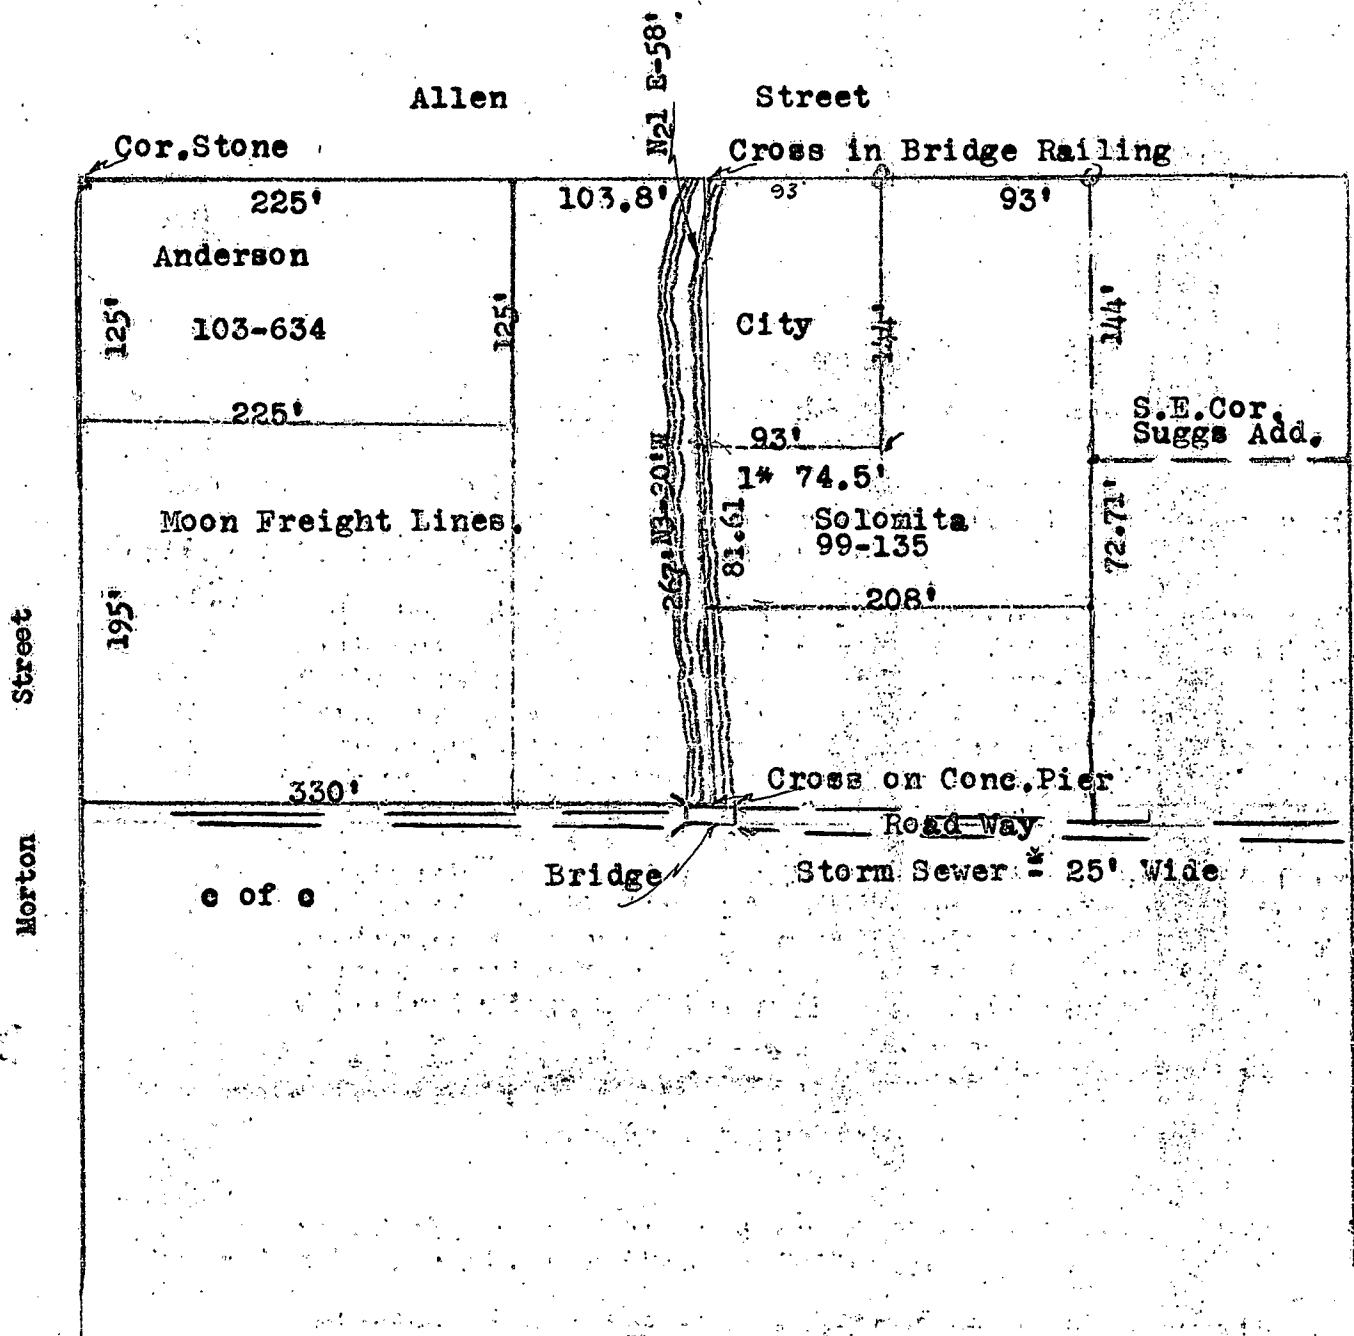 N21 E-58'
Allen Street
Cor.Stone
Cross in Bridge Railing
225'
103.8'
93
93'
Anderson
125'
103-634
125'
City
144'
144'
225'
S.E.Cor.
Suggs Add.
93'
1* 74.5'
Moon Freight Lines.
267'N3-20'W
81.61
Solomita
99-135
72.71'
208'
195'
Morton Street
330'
Cross on Conc.Pier
Road Way
Bridge
Storm Sewer * 25' Wide
c of c